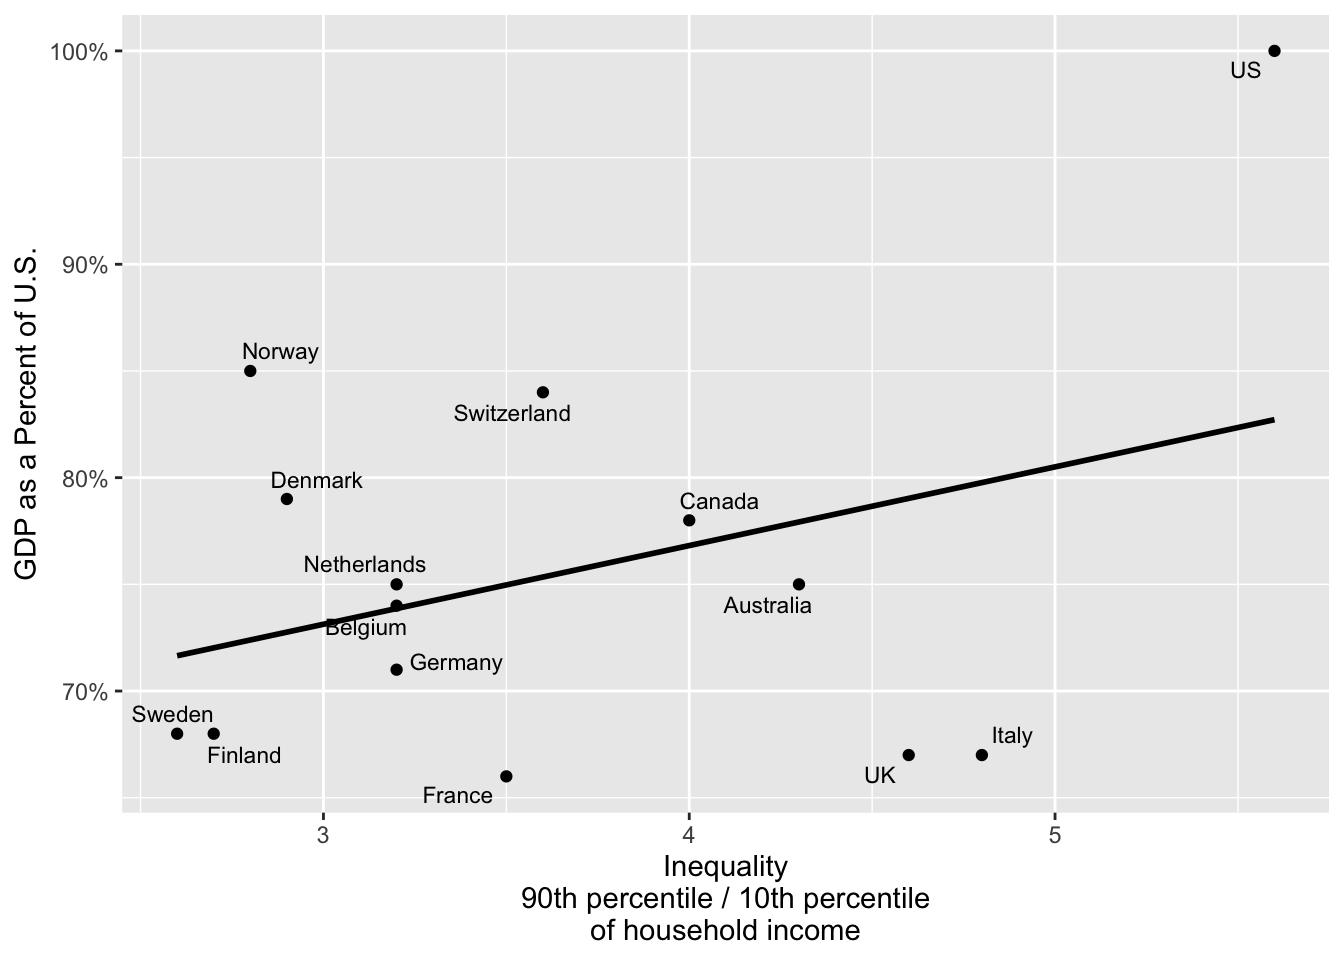 100%
US
90%
GDP as a Percent of U.S.
Norway
Switzerland
80%
Denmark
Canada
Netherlands
Australia
Belgium
Germany
70%
Sweden
Italy
Finland
UK
France
3
4
5
Inequality
90th percentile / 10th percentile
of household income